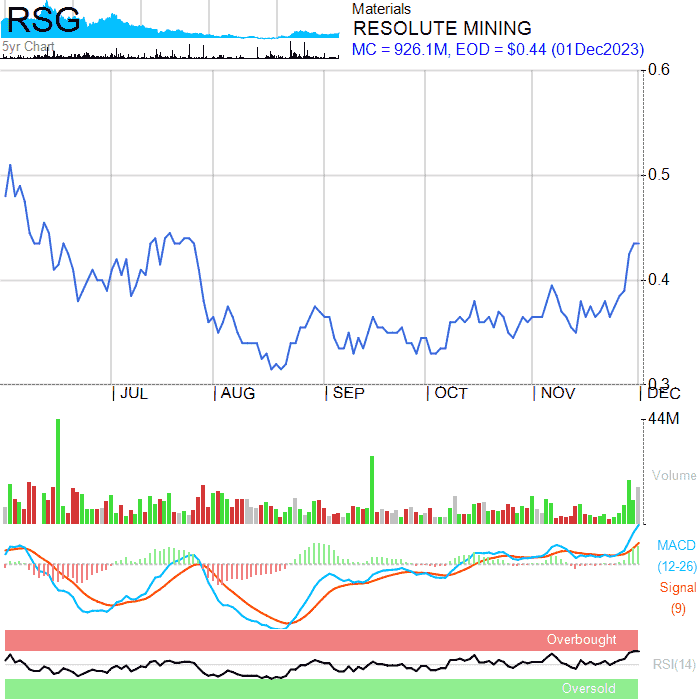 RSG
5yr Chart
Materials
RESOLUTE MINING
MC = 926.1M, EOD = $0.44 (01Dec2023)
0.6
0.5
0.4
0.3
JUL AUG SEP OCT NOV DEC
44M
Volume
MACD
(12-26)
Signal
(9)
Overbought
RSI(14)
Oversold